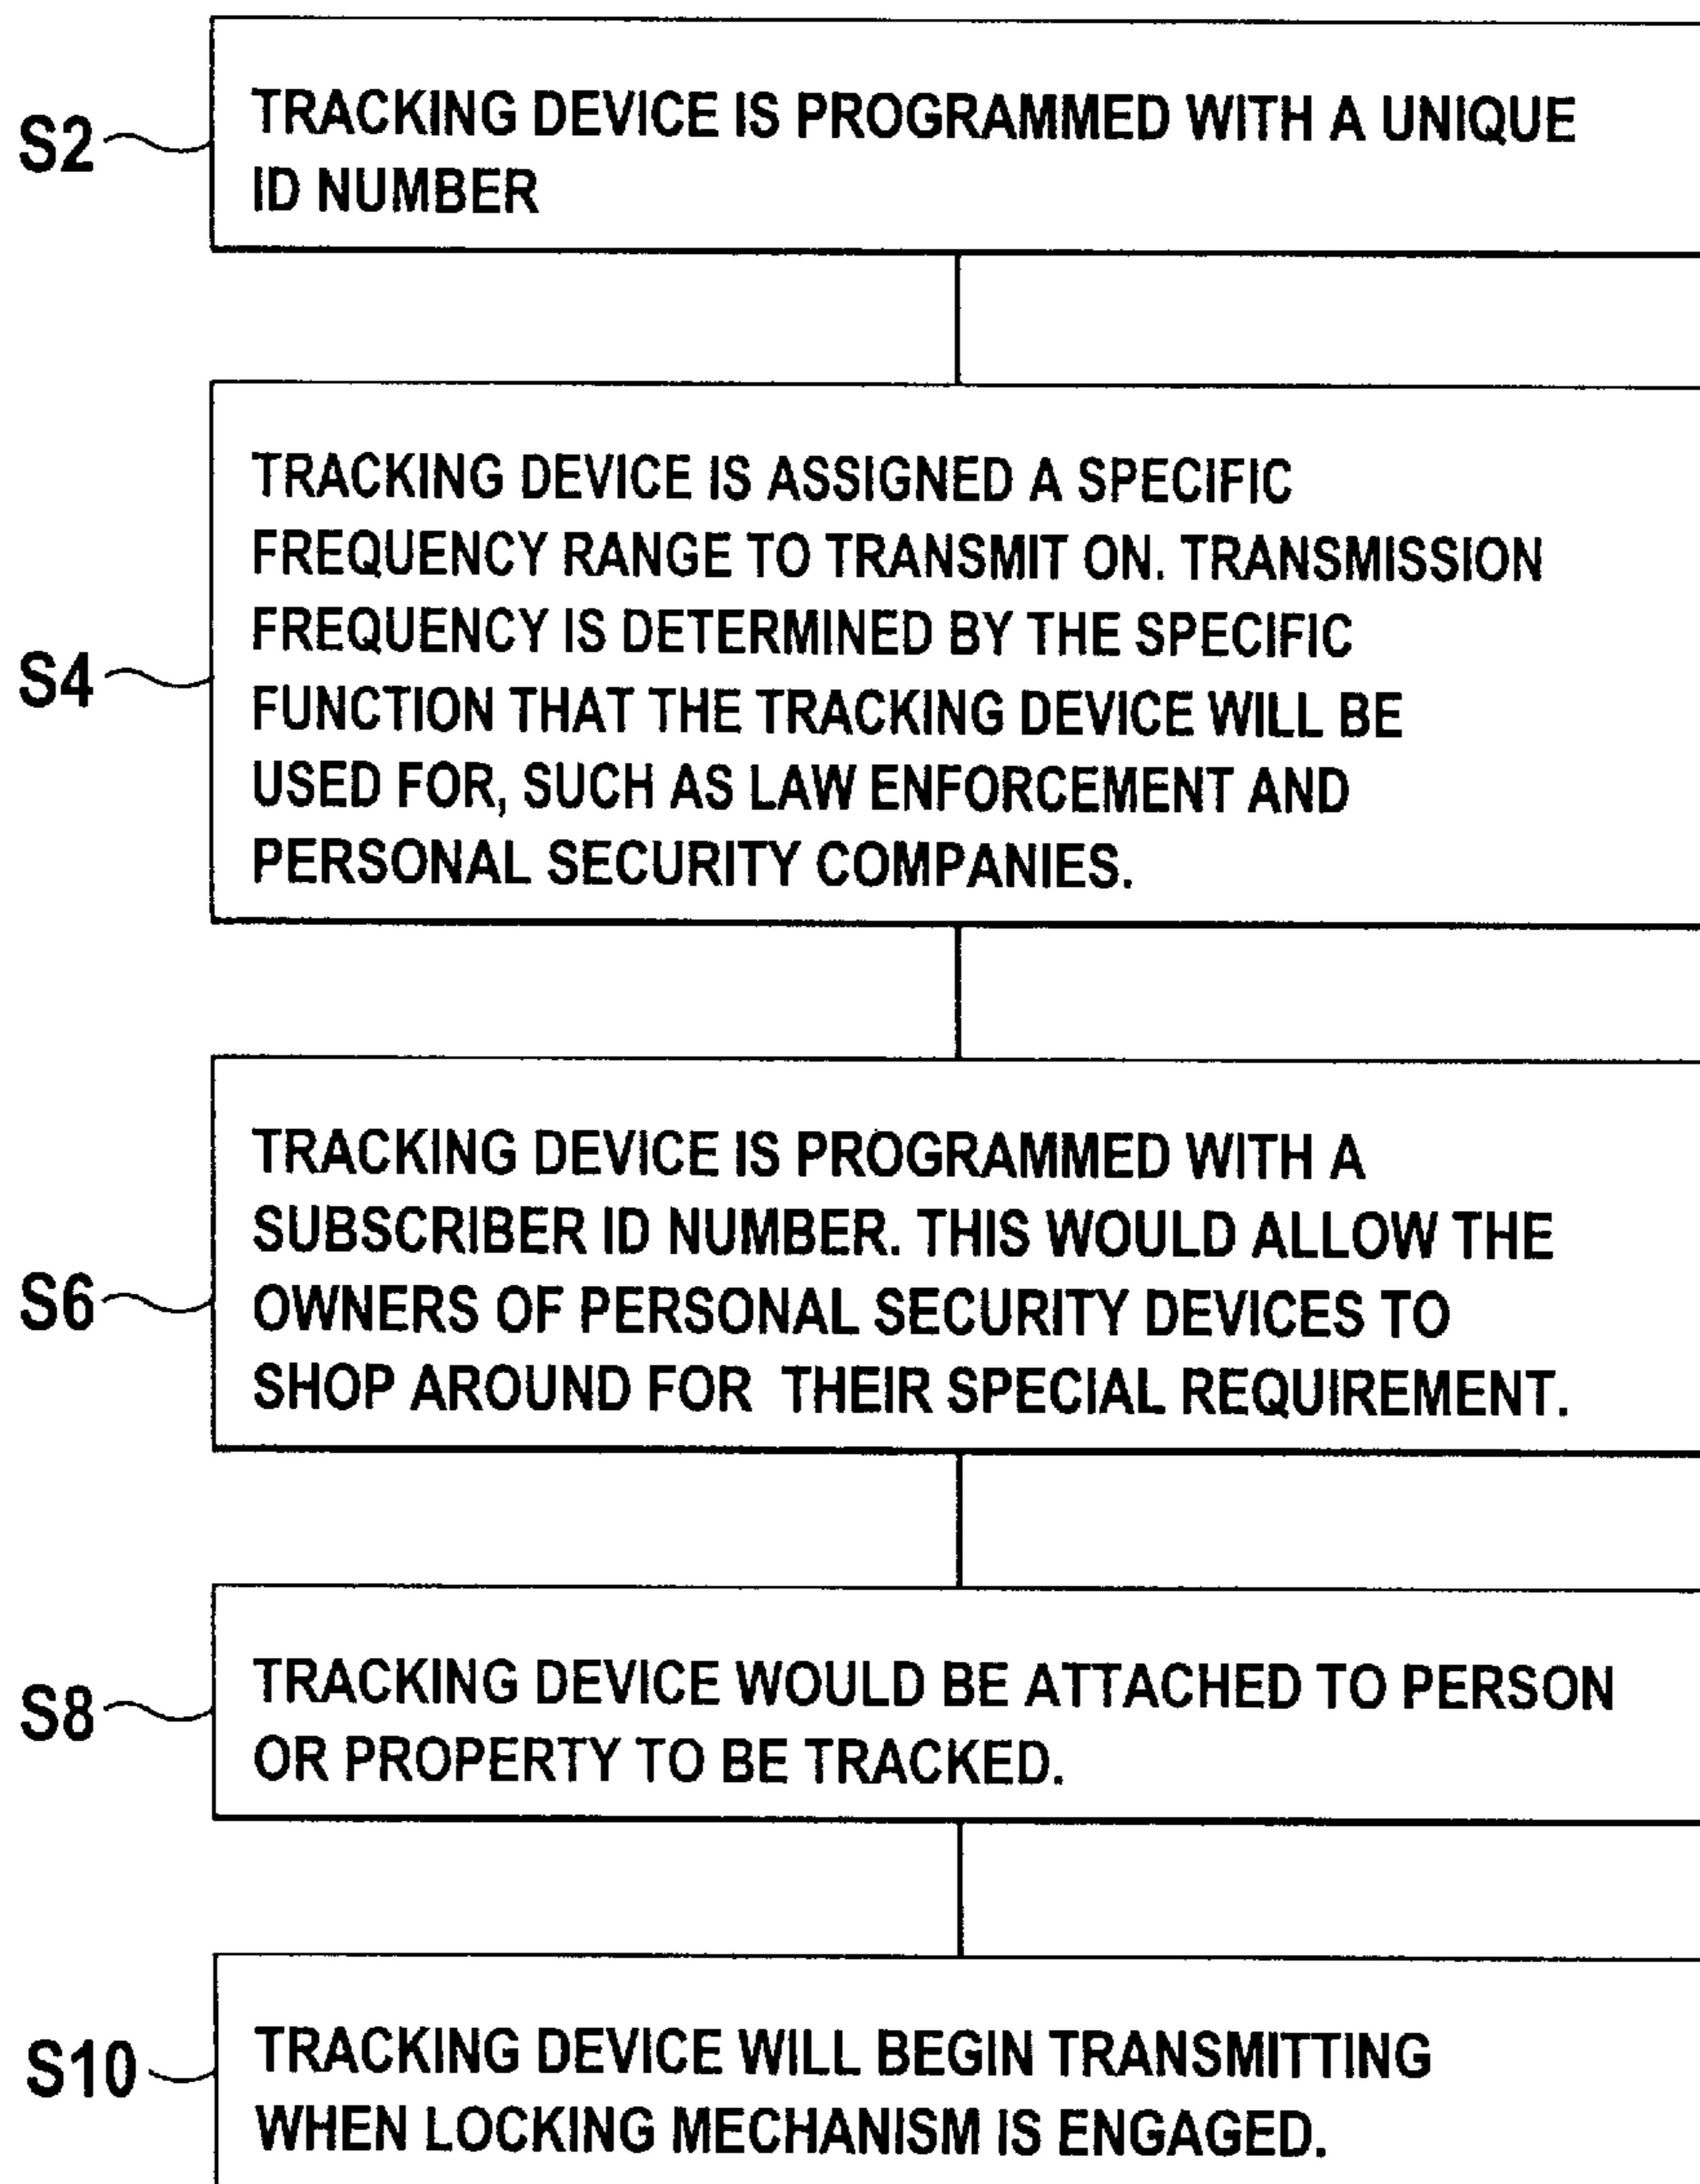 S2
TRACKING DEVICE IS PROGRAMMED WITH A UNIQUE
ID NUMBER
S4
TRACKING DEVICE IS ASSIGNED A SPECIFIC
FREQUENCY RANGE TO TRANSMIT ON. TRANSMISSION
FREQUENCY IS DETERMINED BY THE SPECIFIC
FUNCTION THAT THE TRACKING DEVICE WILL BE
USED FOR, SUCH AS LAW ENFORCEMENT AND
PERSONAL SECURITY COMPANIES.
S6
TRACKING DEVICE IS PROGRAMMED WITH A
SUBSCRIBER ID NUMBER. THIS WOULD ALLOW THE
OWNERS OF PERSONAL SECURITY DEVICES TO
SHOP AROUND FOR THEIR SPECIAL REQUIREMENT.
S8
TRACKING DEVICE WOULD BE ATTACHED TO PERSON
OR PROPERTY TO BE TRACKED.
S10
TRACKING DEVICE WILL BEGIN TRANSMITTING
WHEN LOCKING MECHANISM IS ENGAGED.